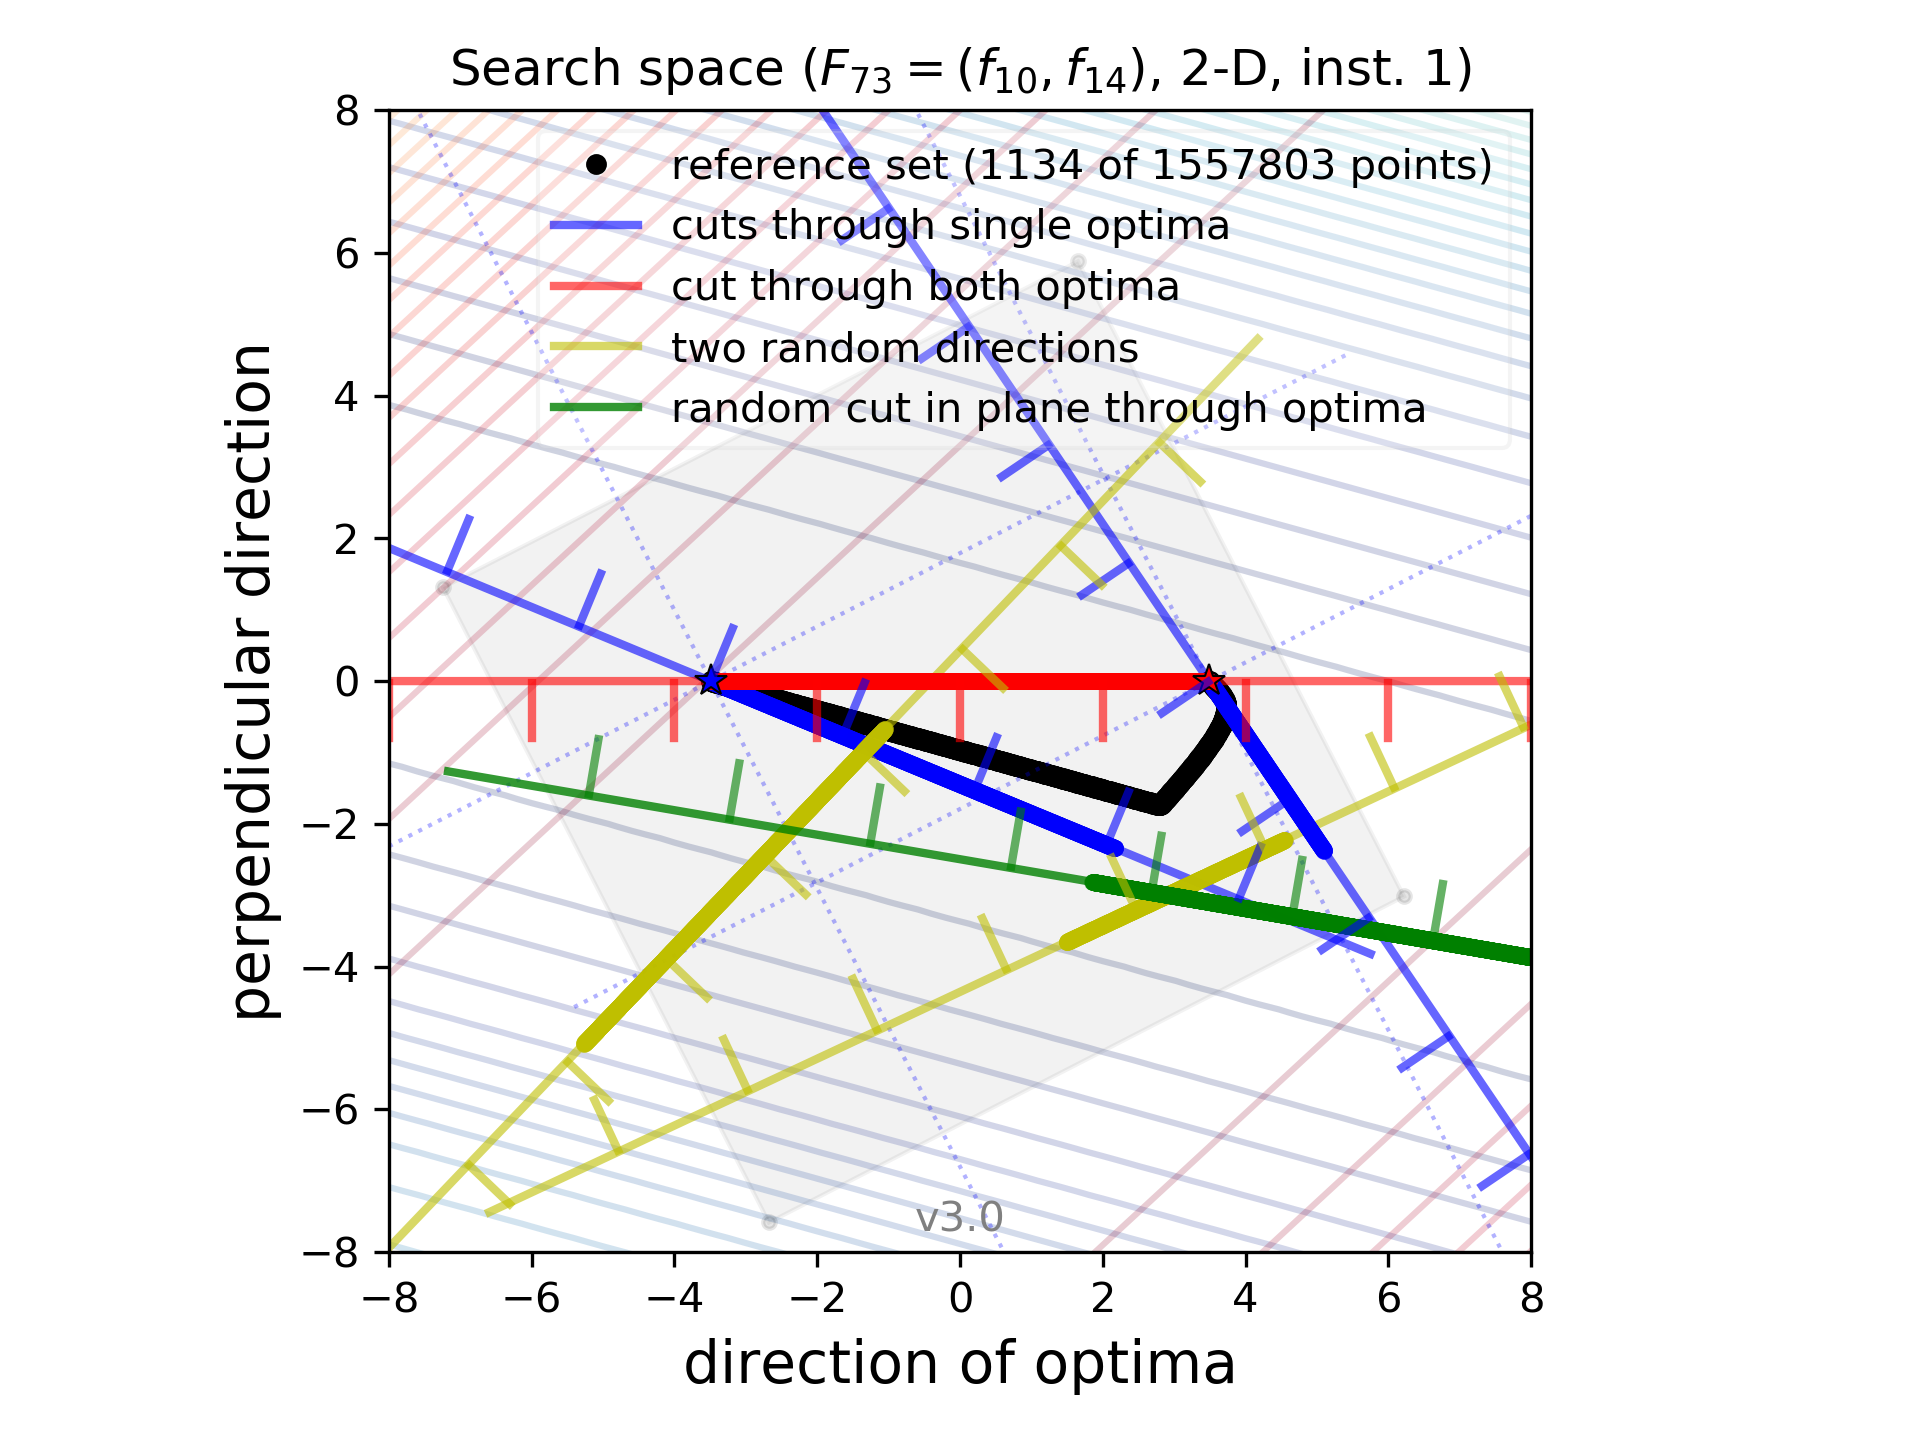 Search space (F73 = (f10, f14), 2-D, inst. 1)
reference set (1134 of 1557803 points)
cuts through single optima
cut through both optima
two random directions
random cut in plane through optima
perpendicular direction
8
6
4
2
0
−2
−4
−6
−8
v3.0
−8 −6 −4 −2 0 2 4 6 8
direction of optima